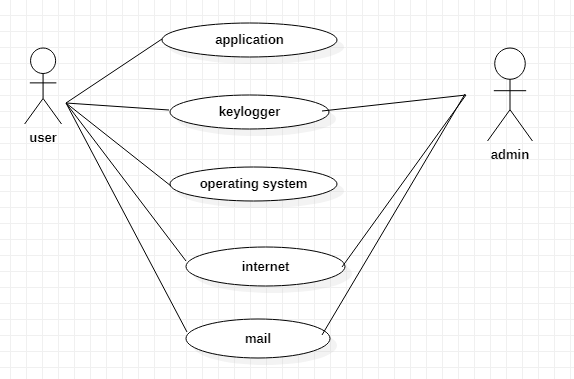 application
keylogger
user
admin
operating system
internet
mail